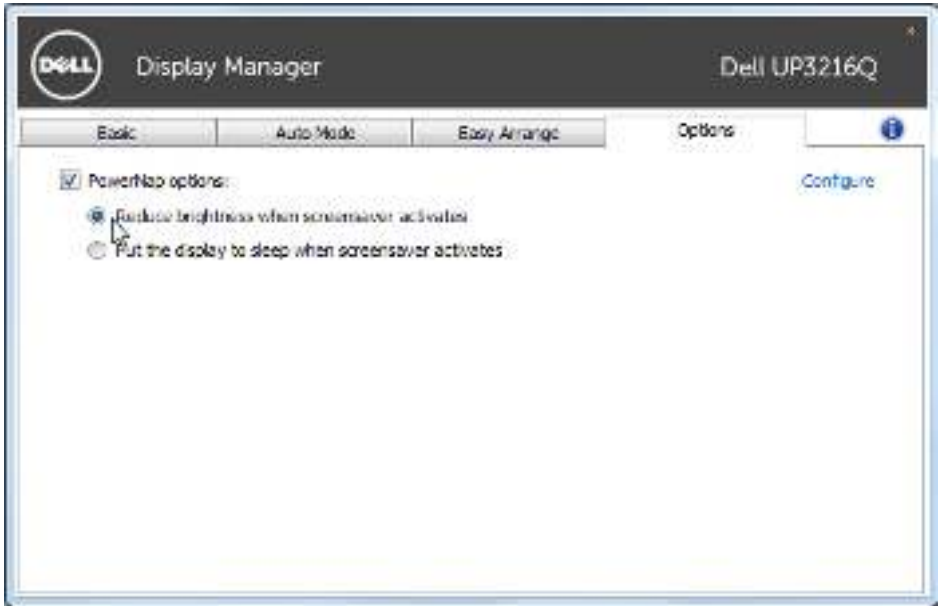 DELL
Display Manager
Dell UP3216Q
Basic
Auto Mode
Easy Arrange
Options
PowerNap options:
Configure
Reduce brightness when screensaver activates
Put the display to sleep when screensaver activates